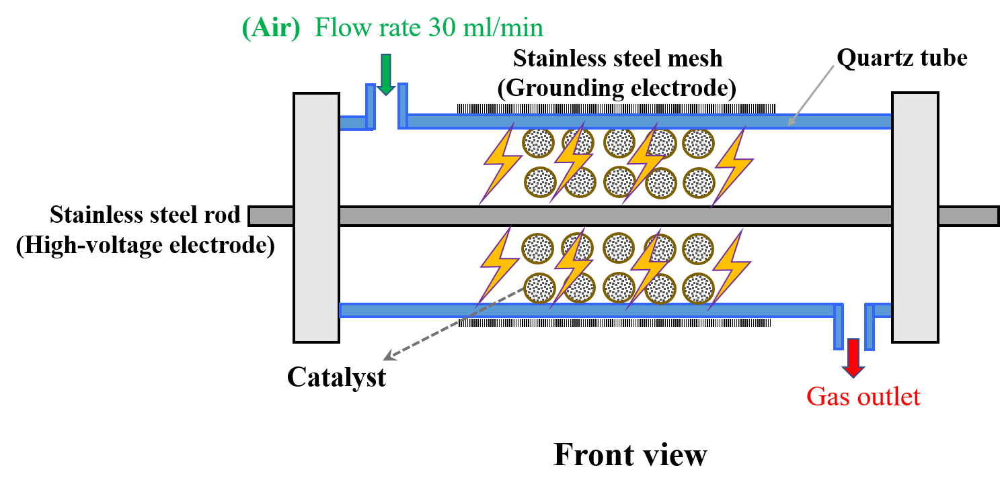 (Air) Flow rate 30 ml/min
Stainless steel mesh
(Grounding electrode)
Quartz tube
Stainless steel rod
(High-voltage electrode)
Catalyst
Gas outlet
Front view